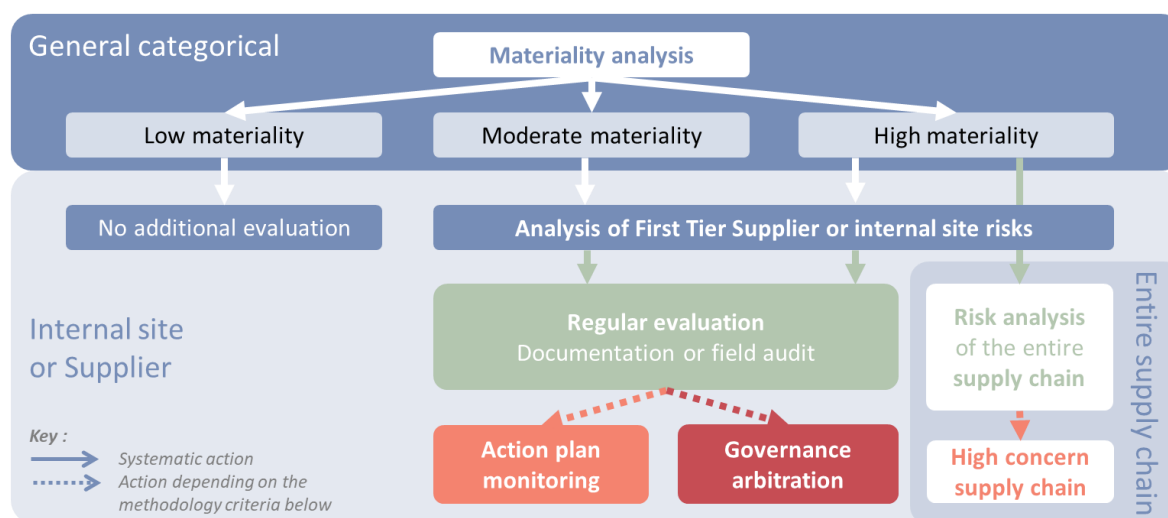 General categorical
Materiality analysis
Low materiality
Moderate materiality
High materiality
No additional evaluation
Analysis of First Tier Supplier or internal site risks
Internal site
or Supplier
Regular evaluation
Documentation or field audit
Risk analysis
of the entire
supply chain
Entire supply chain
Action plan
monitoring
Governance
arbitration
High concern
supply chain
Key :
Systematic action
Action depending on the
methodology criteria below